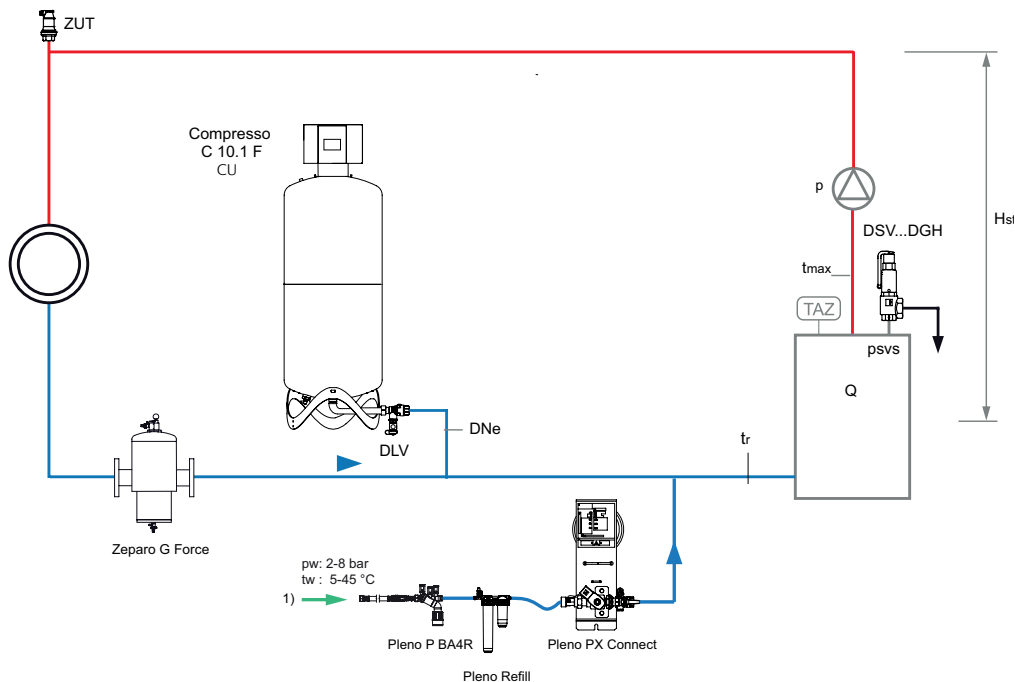 ZUT
Compresso
C 10.1 F
CU
p
Hst
DSV...DGH
tmax
TAZ
psvs
Q
DNe
DLV
tr
Zeparo G Force
pw: 2-8 bar
tw : 5-45 °C
1)
Pleno P BA4R
Pleno PX Connect
Pleno Refill